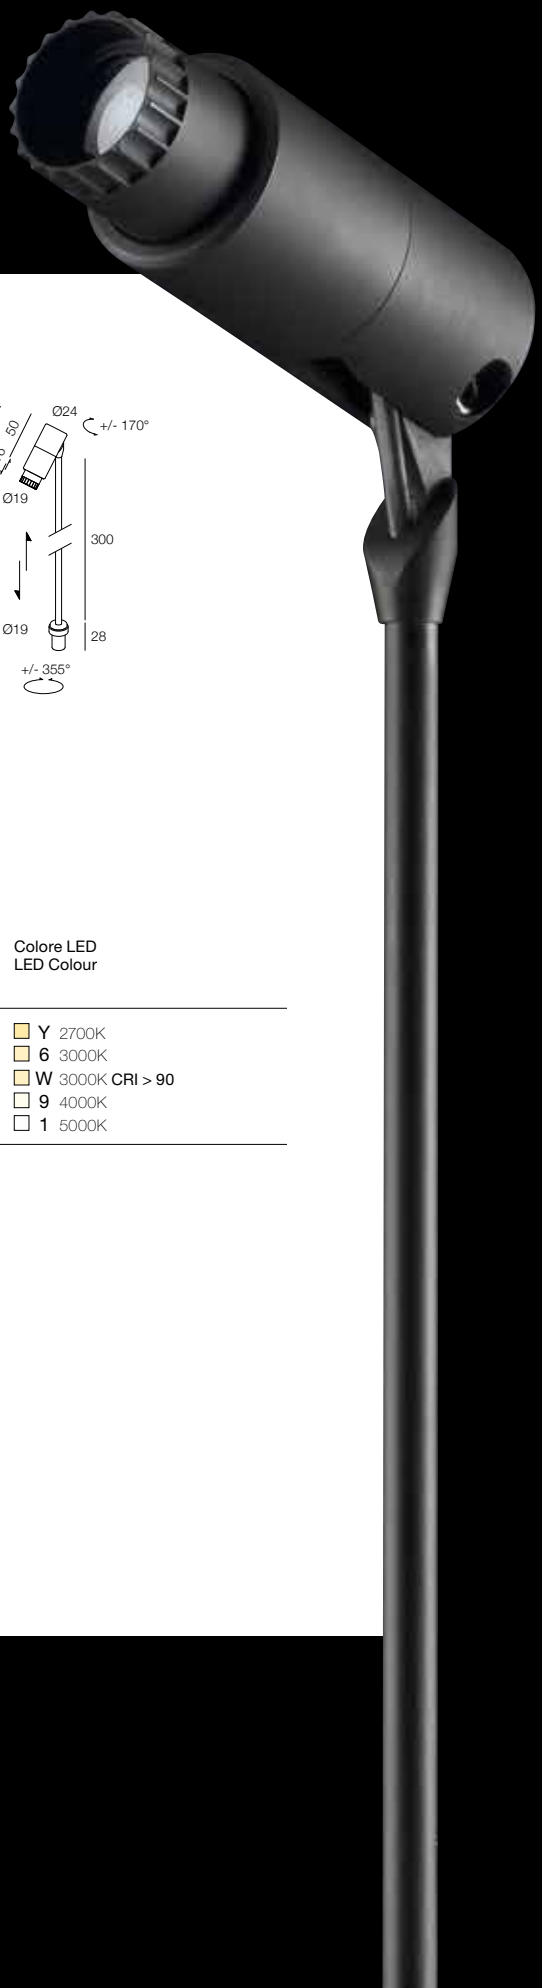 50
Ø24
+/- 170°
Ø19
300
Ø19
28
+/- 355°
Colore LED
LED Colour
Y 2700K
6 3000K
W 3000K CRI > 90
9 4000K
1 5000K